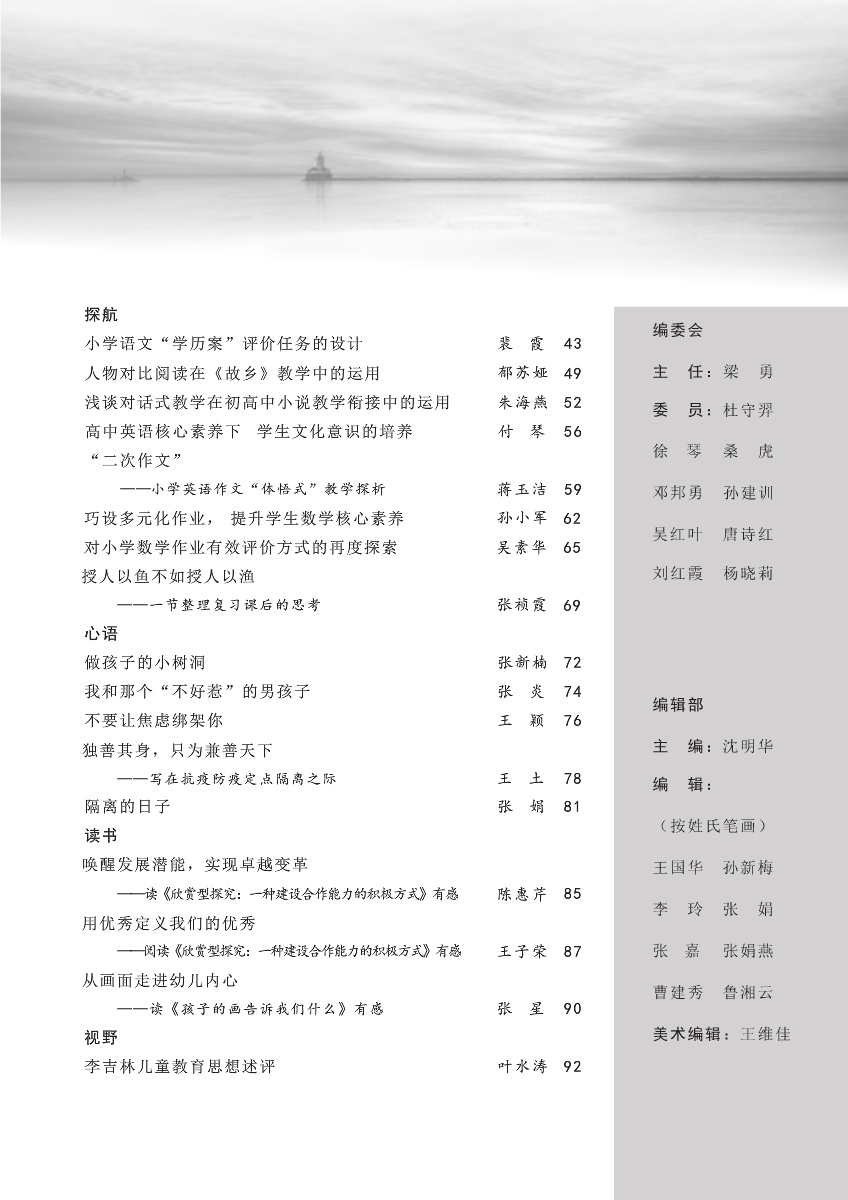 探航
小学语文“学历案”评价任务的设计 裴　霞 43
人物对比阅读在《故乡》教学中的运用 郁苏娅 49
浅谈对话式教学在初高中小说教学衔接中的运用 朱海燕 52
高中英语核心素养下　学生文化意识的培养 付　琴 56
“二次作文”
——小学英语作文“体悟式”教学探析 蒋玉洁 59
巧设多元化作业， 提升学生数学核心素养 孙小军 62
对小学数学作业有效评价方式的再度探索 吴素华 65
授人以鱼不如授人以渔
——一节整理复习课后的思考 张祯霞 69
心语
做孩子的小树洞 张新楠 72
我和那个“不好惹”的男孩子 张　炎 74
不要让焦虑绑架你 王　颖 76
独善其身，只为兼善天下
——写在抗疫防疫定点隔离之际 王　土 78
隔离的日子 张　娟 81
读书
唤醒发展潜能，实现卓越变革
——读《欣赏型探究：一种建设合作能力的积极方式》有感 陈惠芹 85
用优秀定义我们的优秀
——阅读《欣赏型探究：一种建设合作能力的积极方式》有感 王子荣 87
从画面走进幼儿内心
——读《孩子的画告诉我们什么》有感 张　星 90
视野
李吉林儿童教育思想述评 叶水涛 92
编委会
主　任：梁　勇
委　员：杜守羿
徐　琴　桑　虎
邓邦勇　孙建训
吴红叶　唐诗红
刘红霞　杨晓莉
编辑部
主　编：沈明华
编　辑：
（按姓氏笔画）
王国华　孙新梅
李　玲　张　娟
张　嘉　张娟燕
曹建秀　鲁湘云
美术编辑：王维佳